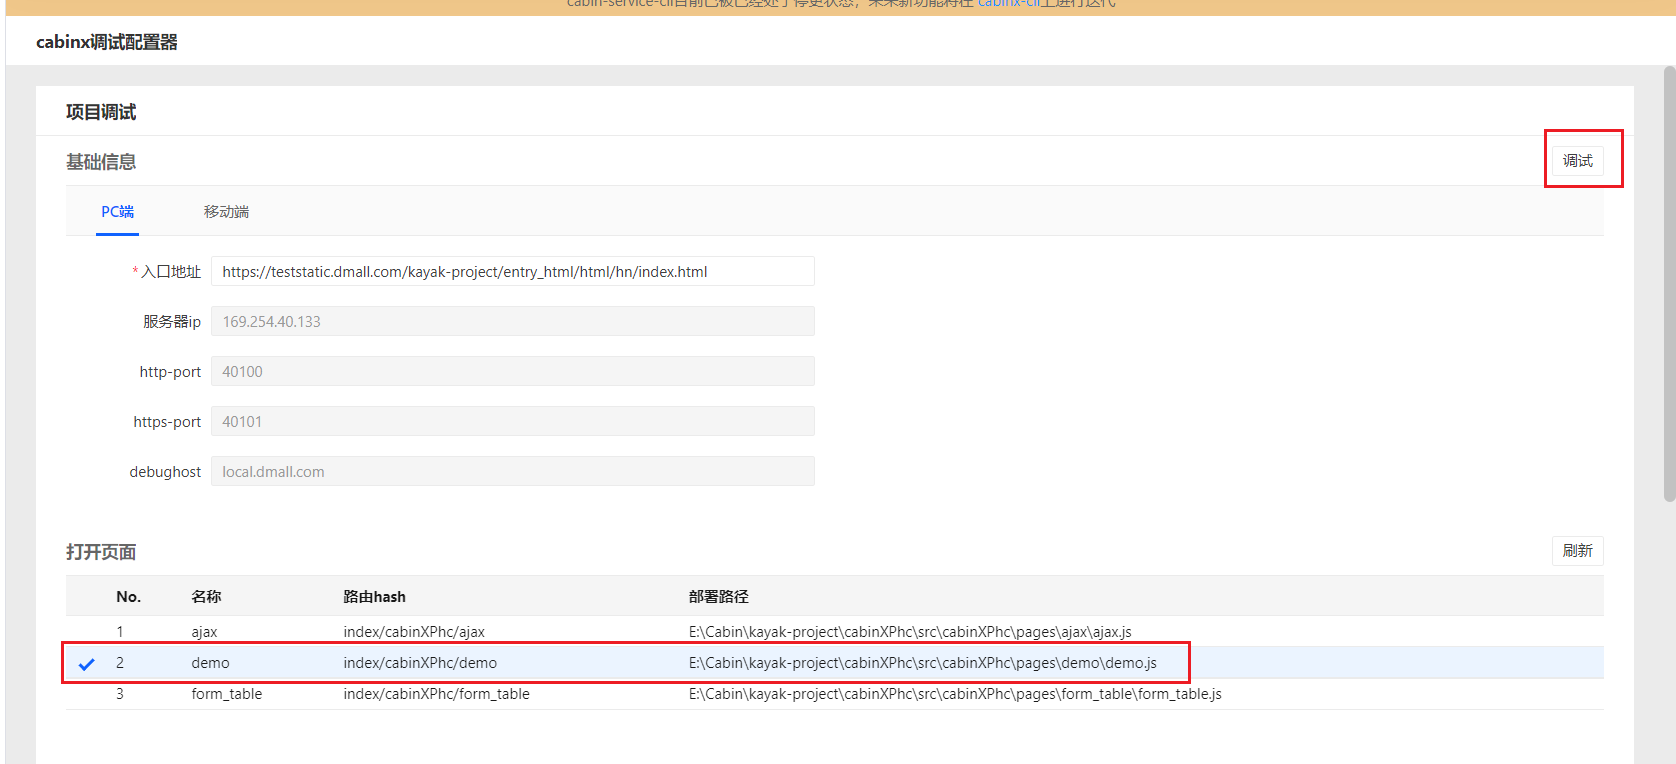 cabin-service-cli目前已被已经处于停更状态，未来新功能将在 cabinx-cli上进行迭代
cabinx调试配置器
项目调试
基础信息
调试
PC端 移动端
*入口地址 https://teststatic.dmall.com/kayak-project/entry_html/html/hn/index.html
服务器ip 169.254.40.133
http-port 40100
https-port 40101
debughost local.dmall.com
打开页面
刷新
No. 名称 路由hash 部署路径
1 ajax index/cabinXPhc/ajax E:\Cabin\kayak-project\cabinXPhc\src\cabinXPhc\pages\ajax\ajax.js
2 demo index/cabinXPhc/demo E:\Cabin\kayak-project\cabinXPhc\src\cabinXPhc\pages\demo\demo.js
3 form_table index/cabinXPhc/form_table E:\Cabin\kayak-project\cabinXPhc\src\cabinXPhc\pages\form_table\form_table.js